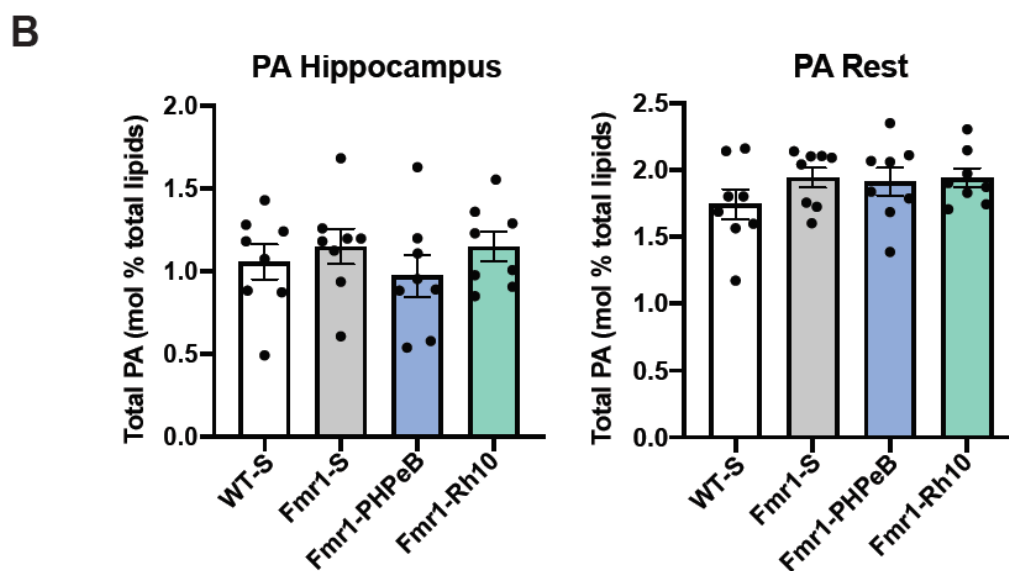 B
PA Hippocampus
Total PA (mol % total lipids)
2.0
1.5
1.0
0.5
0.0
WT-S
Fmr1-S
Fmr1-PHPeB
Fmr1-Rh10
PA Rest
Total PA (mol % total lipids)
2.5
2.0
1.5
1.0
0.5
0.0
WT-S
Fmr1-S
Fmr1-PHPeB
Fmr1-Rh10